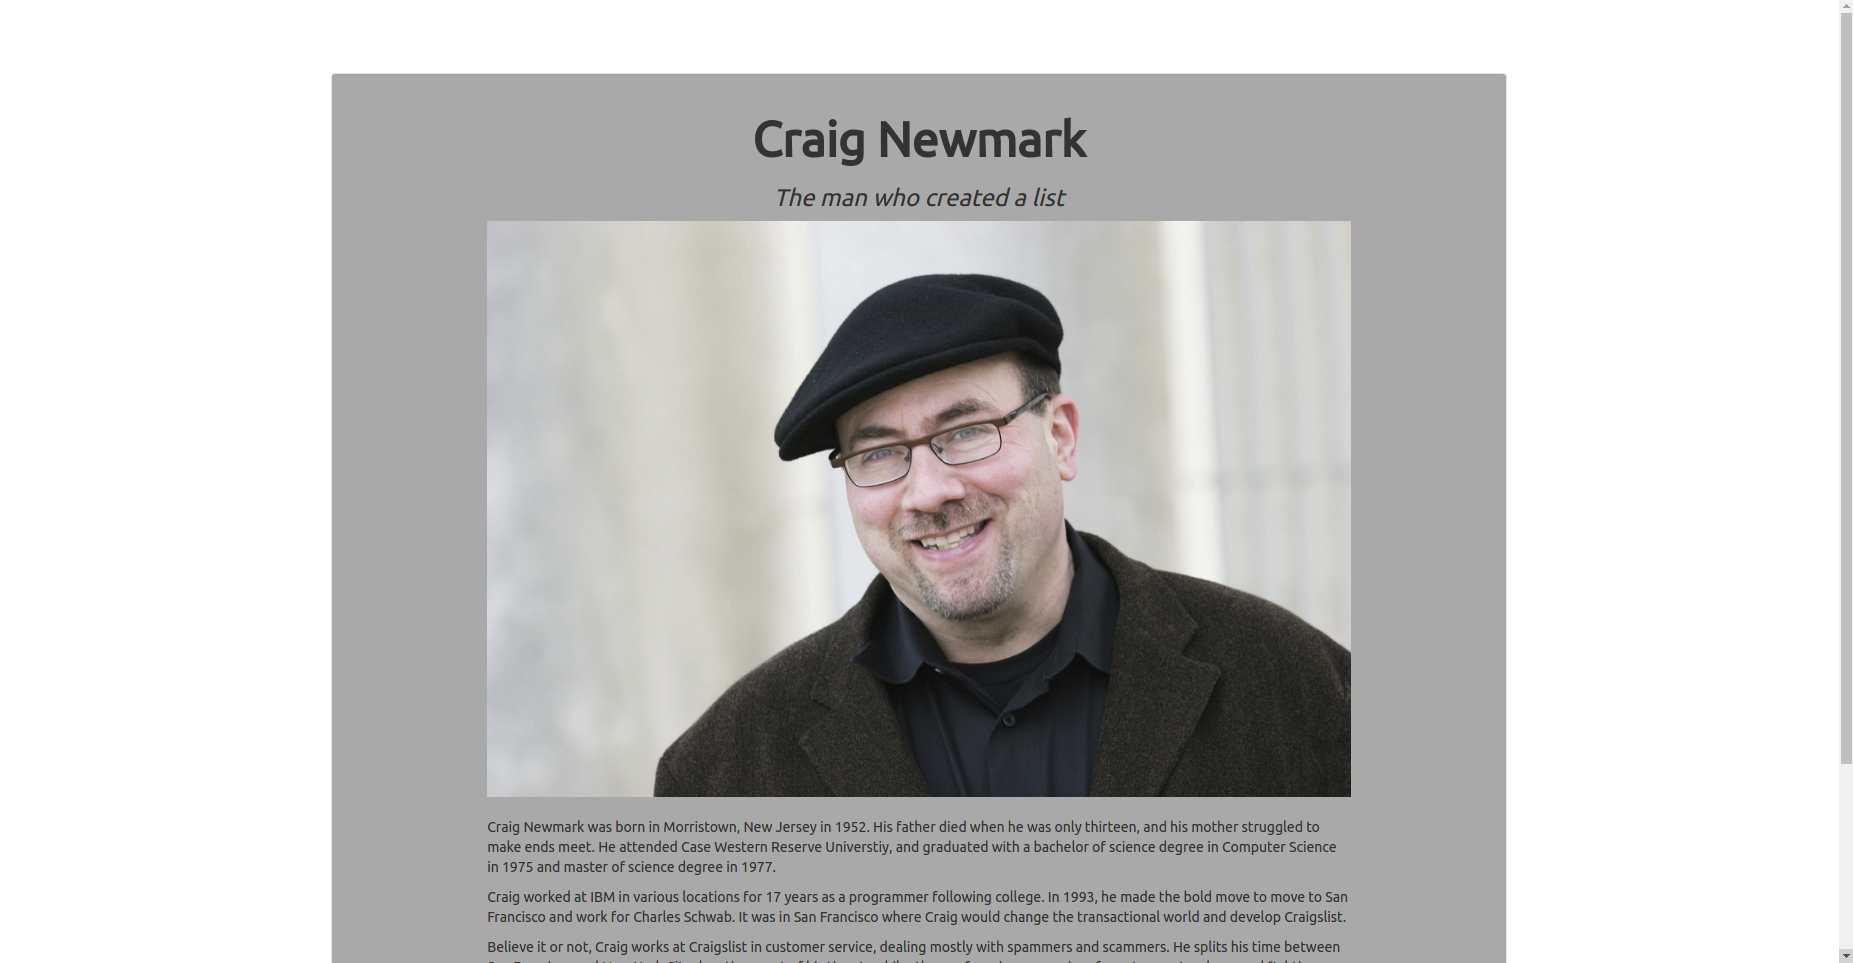 Craig Newmark
The man who created a list
Craig Newmark was born in Morristown, New Jersey in 1952. His father died when he was only thirteen, and his mother struggled to
make ends meet. He attended Case Western Reserve Universtiy, and graduated with a bachelor of science degree in Computer Science
in 1975 and master of science degree in 1977.
Craig worked at IBM in various locations for 17 years as a programmer following college. In 1993, he made the bold move to move to San
Francisco and work for Charles Schwab. It was in San Francisco where Craig would change the transactional world and develop Craigslist.
Believe it or not, Craig works at Craigslist in customer service, dealing mostly with spammers and scammers. He splits his time between